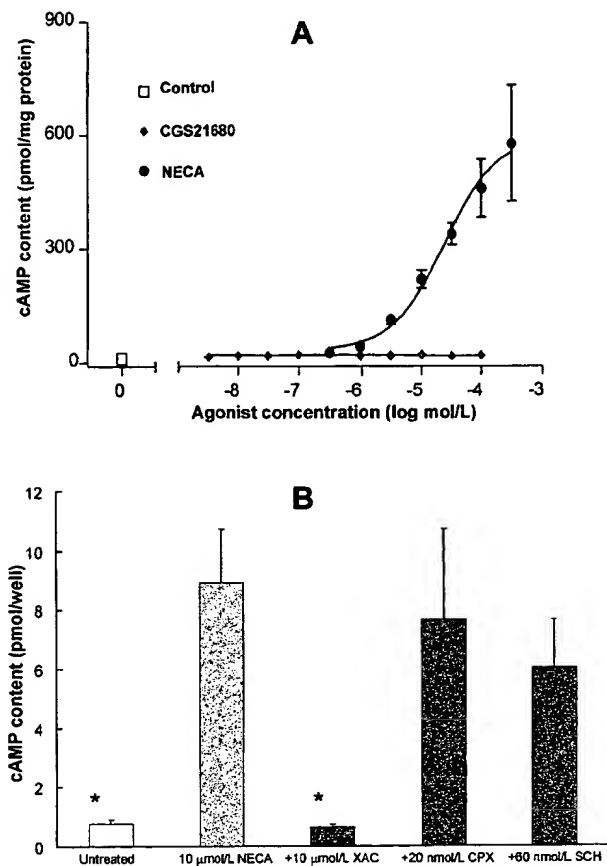 A
900
600
300
0
cAMP content (pmol/mg protein)
Control
CGS21680
NECA
0 -8 -7 -6 -5 -4 -3
Agonist concentration (log mol/L)
B
12
10
8
6
4
2
0
cAMP content (pmol/well)
* *
Untreated 10 µmol/L NECA +10 µmol/L XAC +20 nmol/L CPX +60 nmol/L SCH